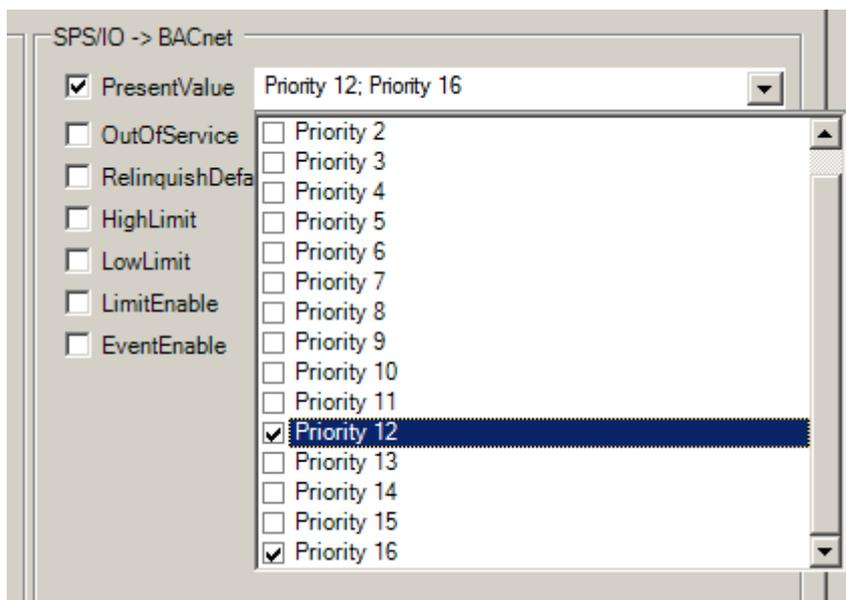 SPS/IO -> BACnet
PresentValue Priority 12; Priority 16
OutOfService
RelinquishDefa
HighLimit
LowLimit
LimitEnable
EventEnable
Priority 2
Priority 3
Priority 4
Priority 5
Priority 6
Priority 7
Priority 8
Priority 9
Priority 10
Priority 11
Priority 12
Priority 13
Priority 14
Priority 15
Priority 16